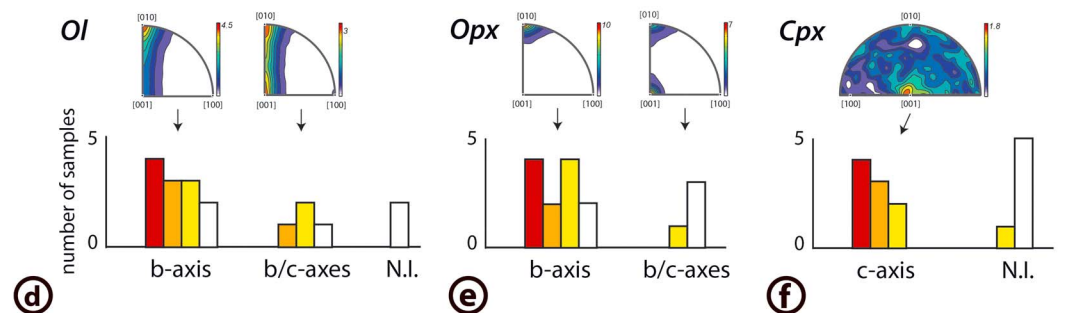 Ol
[010]
4.5
[001]
[100]
[010]
3
[001]
[100]
number of samples
5
0
b-axis
b/c-axes
N.I.
d
Opx
[010]
10
[001]
[100]
[010]
7
[001]
[100]
5
0
b-axis
b/c-axes
e
Cpx
[010]
1.8
[100]
[001]
5
0
c-axis
N.I.
f